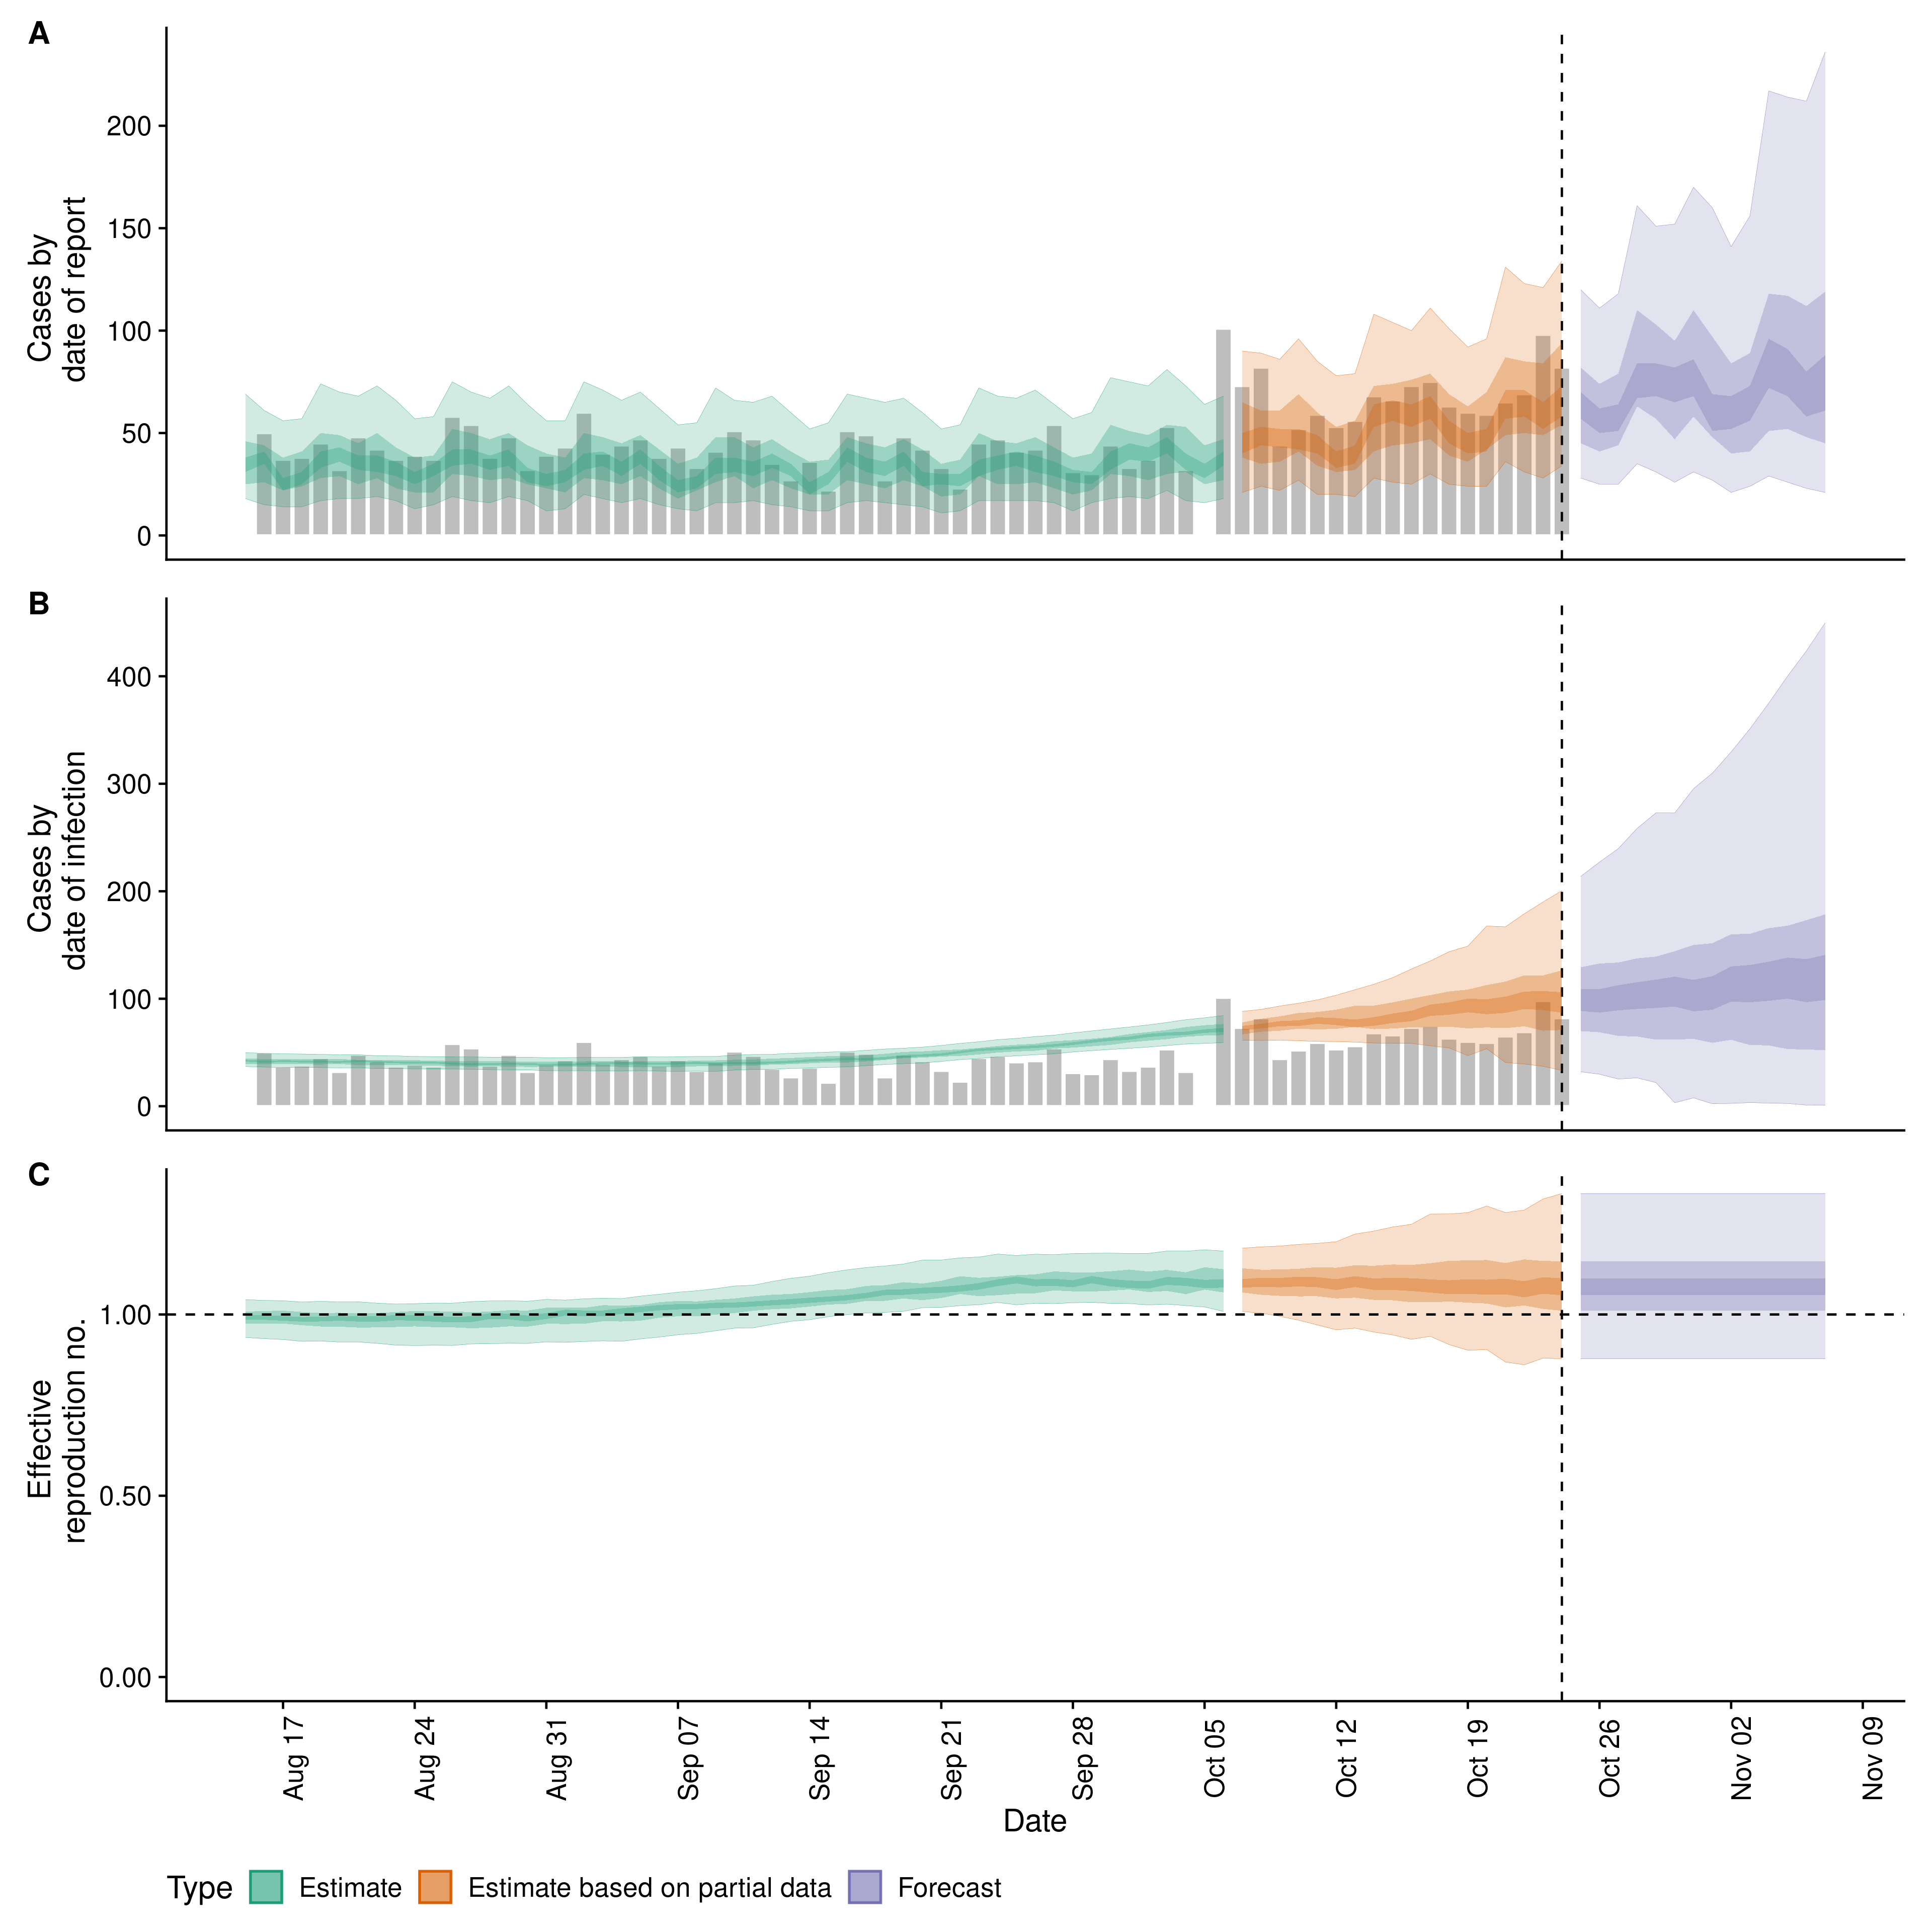 A
Cases by
date of report
200
150
100
50
0
B
Cases by
date of infection
400
300
200
100
0
C
Effective
reproduction no.
1.00
0.50
0.00
Aug 17
Aug 24
Aug 31
Sep 07
Sep 14
Sep 21
Sep 28
Oct 05
Oct 12
Oct 19
Oct 26
Nov 02
Nov 09
Date
Type Estimate Estimate based on partial data Forecast